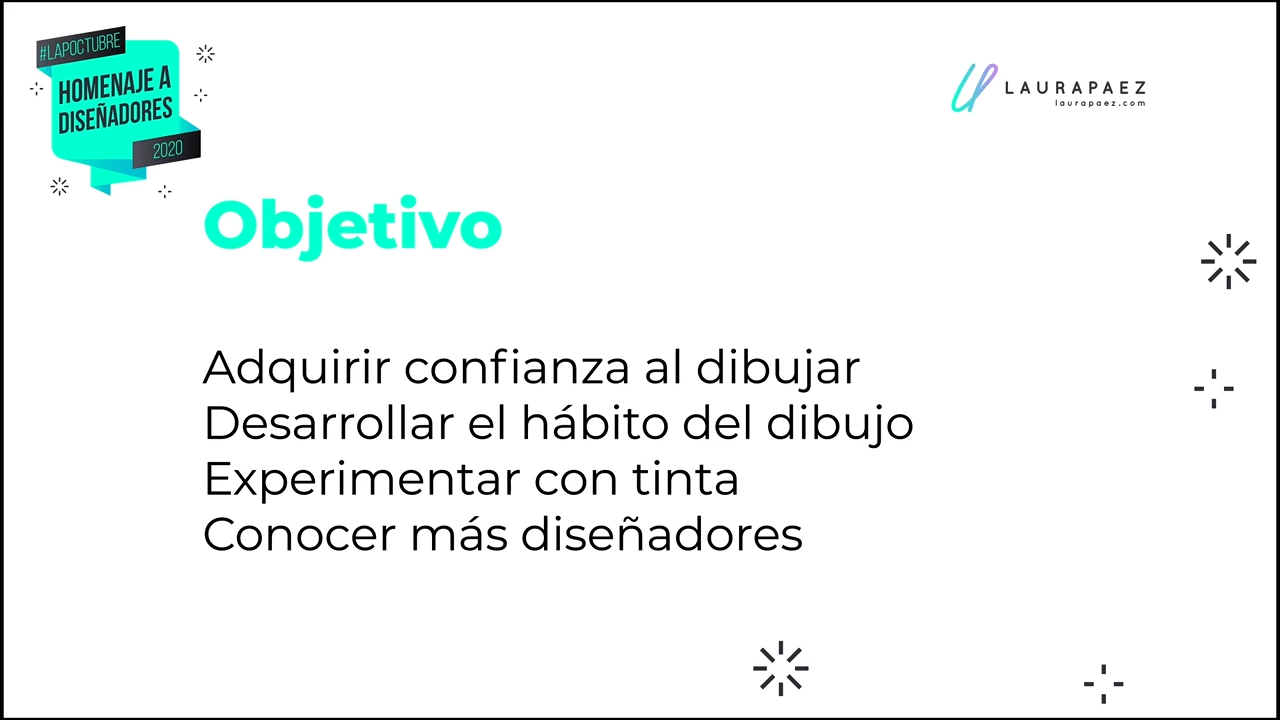 #LAPOCTUBRE
HOMENAJE A
DISEÑADORES
2020
LAURAPAEZ
laurapaez.com
Objetivo
Adquirir confianza al dibujar
Desarrollar el hábito del dibujo
Experimentar con tinta
Conocer más diseñadores